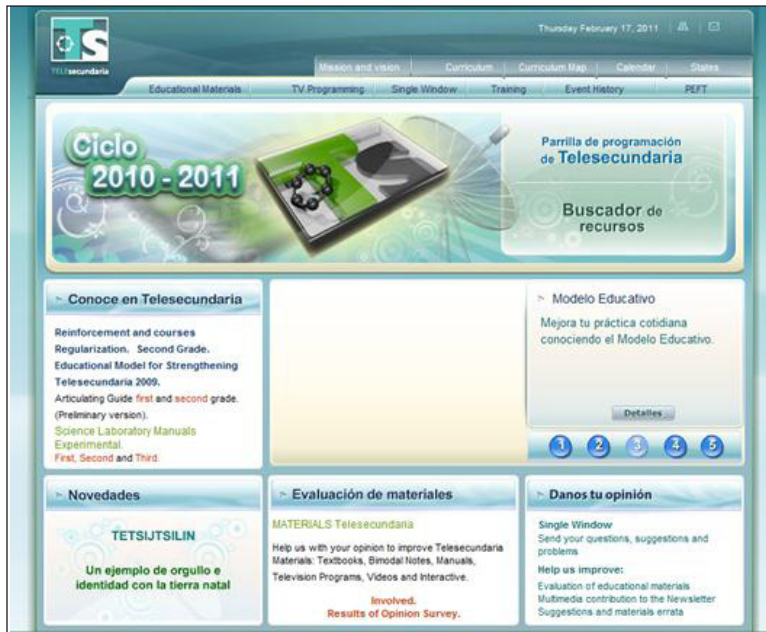 Thursday February 17, 2011
TS
TELEsecundaria
Mission and vision Curriculum Curriculum Map Calendar States
Educational Materials TV Programming Single Window Training Event History PEFT
Ciclo
2010 - 2011
Parrilla de programación
de Telesecundaria
Buscador de
recursos
Conoce en Telesecundaria
Reinforcement and courses
Regularization. Second Grade.
Educational Model for Strengthening
Telesecundaria 2009.
Articulating Guide first and second grade.
(Preliminary version).
Science Laboratory Manuals
Experimental.
First, Second and Third.
Modelo Educativo
Mejora tu práctica cotidiana
conociendo el Modelo Educativo.
Detalles
1 2 3 4 5
Novedades
TETSIJTSILIN
Un ejemplo de orgullo e
identidad con la tierra natal
Evaluación de materiales
MATERIALS Telesecundaria
Help us with your opinion to improve Telesecundaria
Materials: Textbooks, Bimodal Notes, Manuals,
Television Programs, Videos and Interactive.
Involved.
Results of Opinion Survey.
Danos tu opinión
Single Window
Send your questions, suggestions and
problems
Help us improve:
Evaluation of educational materials
Multimedia contribution to the Newsletter
Suggestions and materials errata